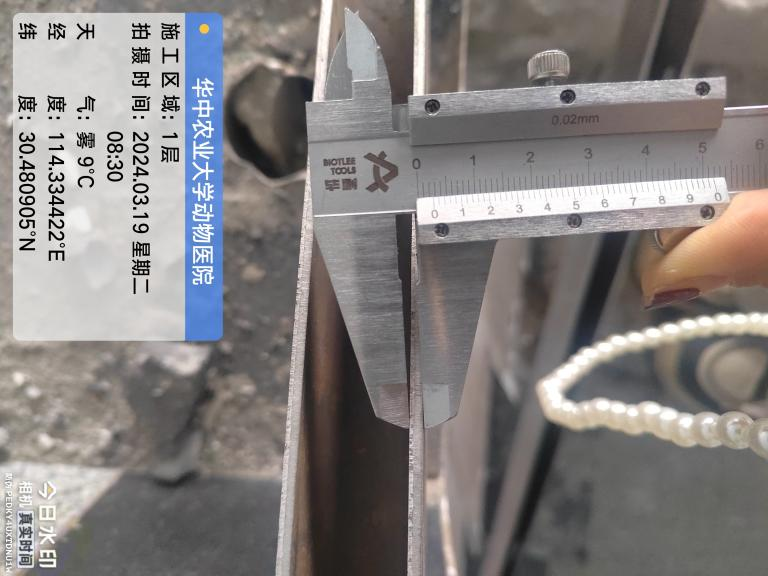 华中农业大学动物医院
施工区域：1层
拍摄时间：2024.03.19 星期二
08:30
天 气：雾 9°C
经 度：114.334422°E
纬 度：30.480905°N
今日水印
相机 真实时间
BIOTLEE
TOOLS
0.02mm
0 1 2 3 4 5 6
0 1 2 3 4 5 6 7 8 9 0